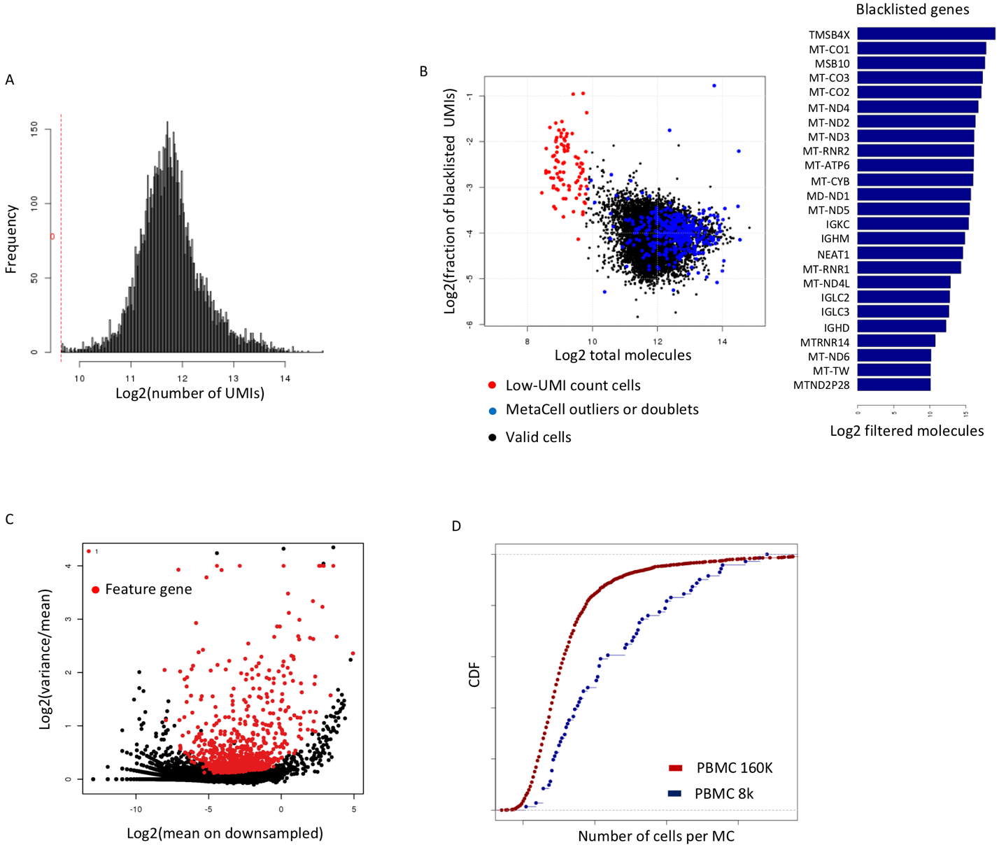 A
Frequency
150
100
50
0
0
10 11 12 13 14
Log2(number of UMIs)
B
Log2(fraction of blacklisted UMIs)
-1
-2
-3
-4
-5
-6
8 10 12 14
Log2 total molecules
Low-UMI count cells
MetaCell outliers or doublets
Valid cells
Blacklisted genes
TMSB4X
MT-CO1
MSB10
MT-CO3
MT-CO2
MT-ND4
MT-ND2
MT-ND3
MT-RNR2
MT-ATP6
MT-CYB
MD-ND1
MT-ND5
IGKC
IGHM
NEAT1
MT-RNR1
MT-ND4L
IGLC2
IGLC3
IGHD
MTRNR14
MT-ND6
MT-TW
MTND2P28
0 5 10 15
Log2 filtered molecules
C
Log2(variance/mean)
4
3
2
1
0
1
Feature gene
-10 -5 0 5
Log2(mean on downsampled)
D
CDF
PBMC 160K
PBMC 8k
Number of cells per MC